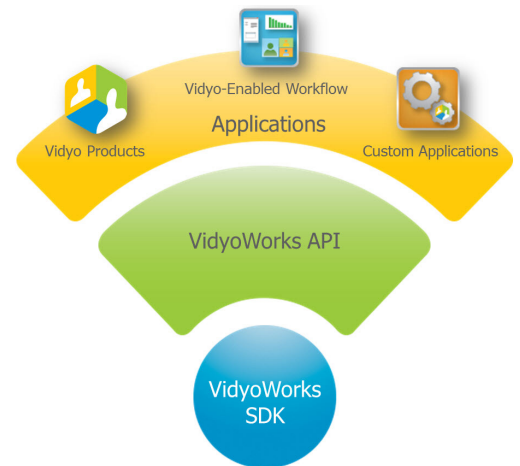 Vidyo-Enabled Workflow
Applications
Vidyo Products
Custom Applications
VidyoWorks API
VidyoWorks
SDK